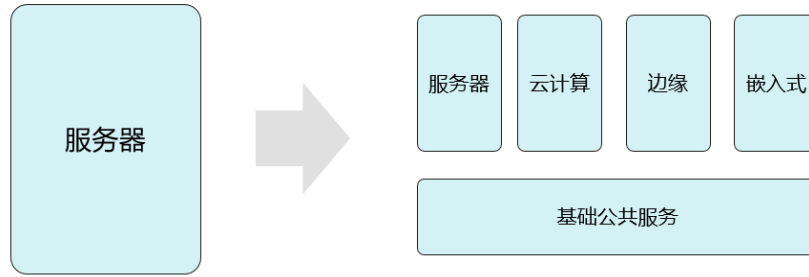 服务器
服务器
云计算
边缘
嵌入式
基础公共服务